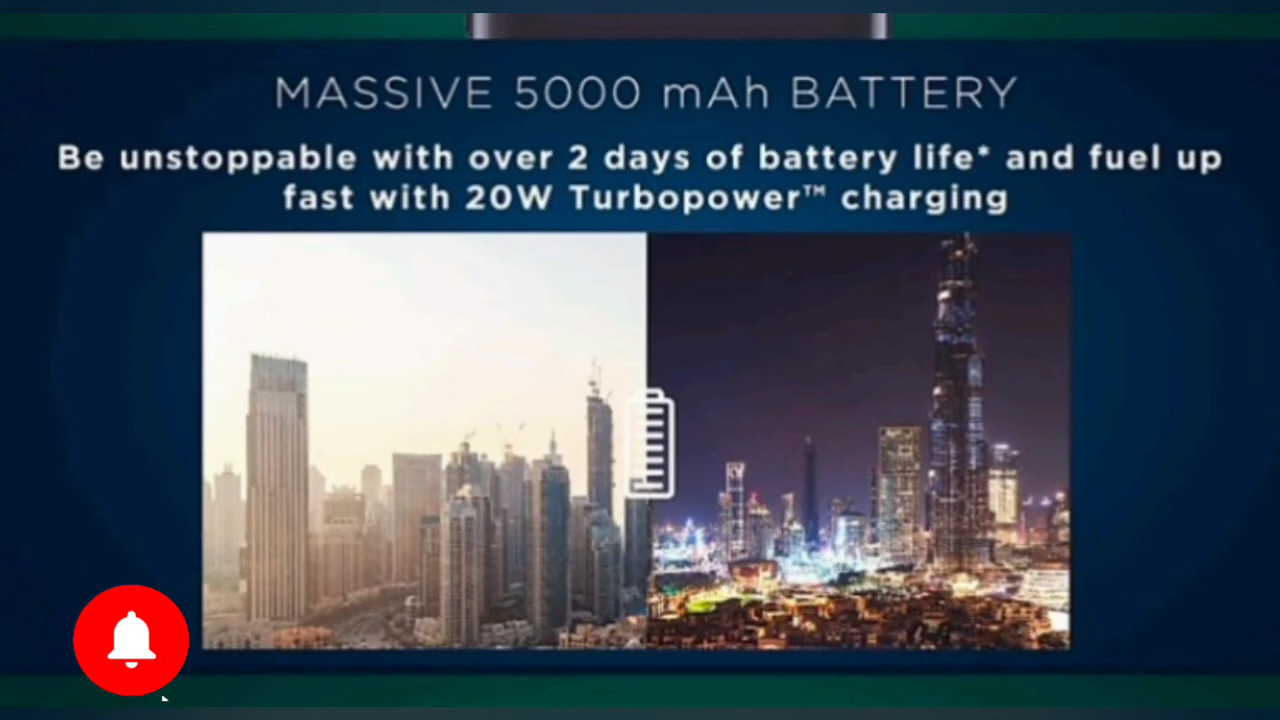 MASSIVE 5000 mAh BATTERY
Be unstoppable with over 2 days of battery life* and fuel up
fast with 20W Turbopower™ charging